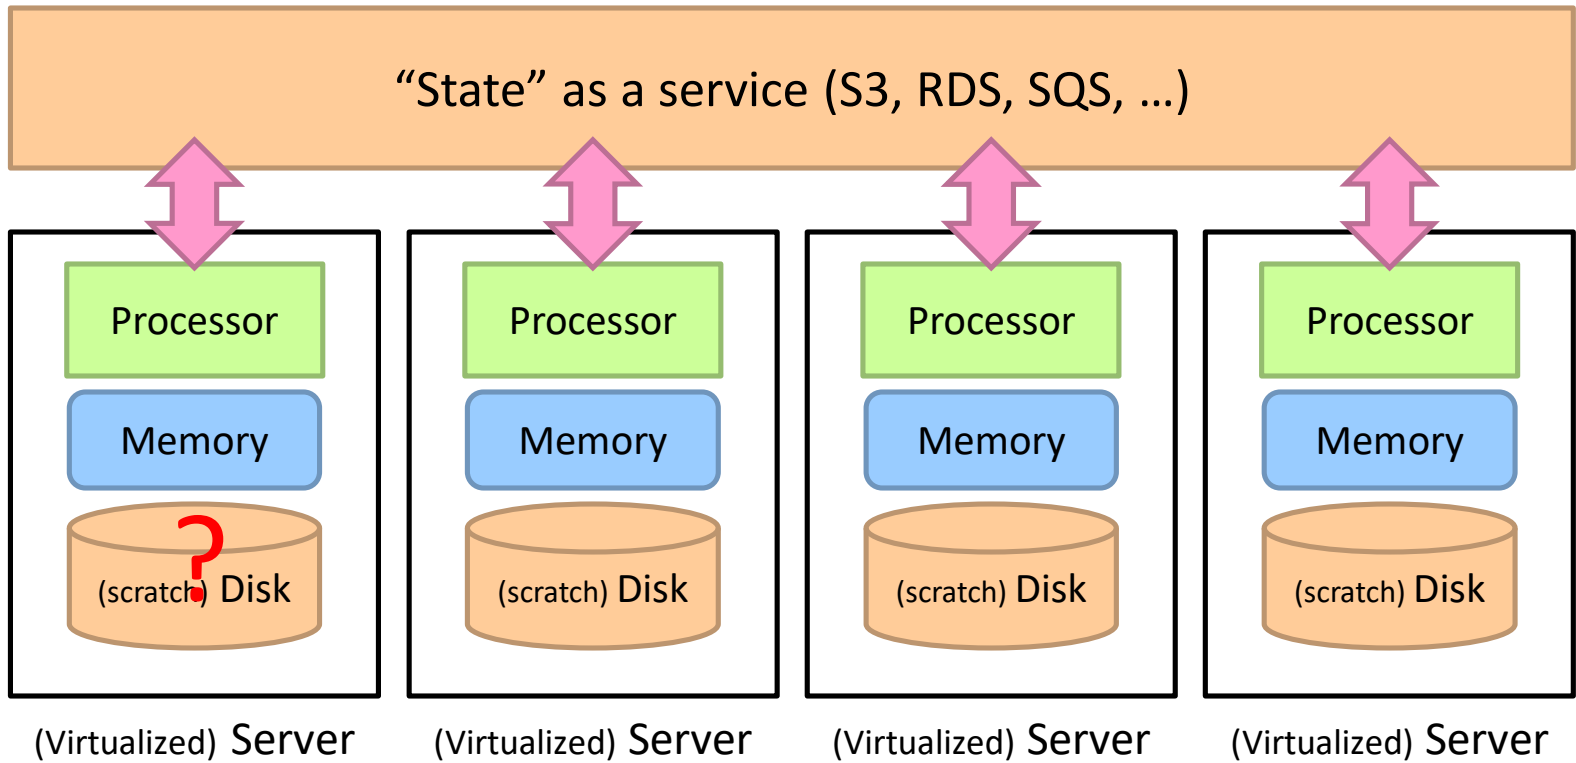 “State” as a service (S3, RDS, SQS, …)
Processor Processor Processor Processor
Memory Memory Memory Memory
?
(scratch) Disk (scratch) Disk (scratch) Disk (scratch) Disk
(Virtualized) Server (Virtualized) Server (Virtualized) Server (Virtualized) Server